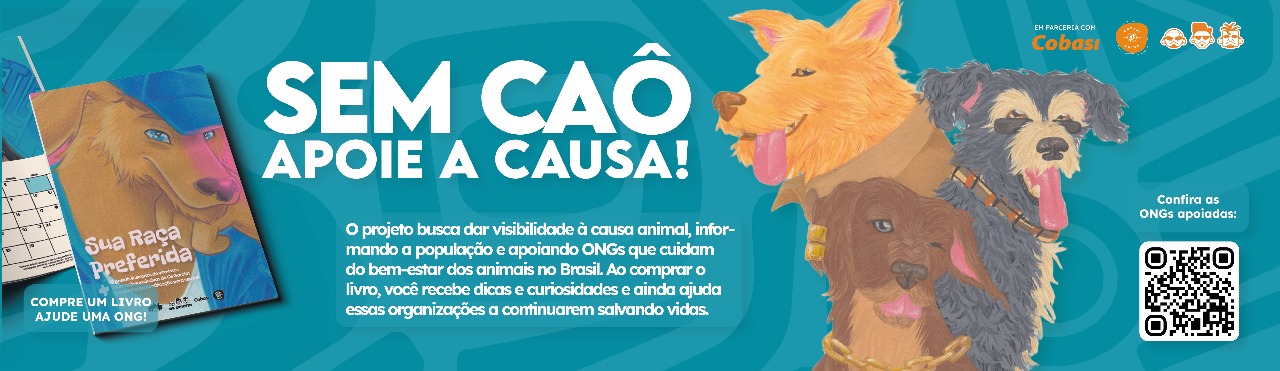 SEM CAÔ
APOIE A CAUSA!
O projeto busca dar visibilidade à causa animal, infor-
mando a população e apoiando ONGs que cuidam
do bem-estar dos animais no Brasil. Ao comprar o
livro, você recebe dicas e curiosidades e ainda ajuda
essas organizações a continuarem salvando vidas.
Sua Raça
Preferida
COMPRE UM LIVRO
AJUDE UMA ONG!
EM PARCERIA COM
Cobasi
Confira as
ONGs apoiadas: